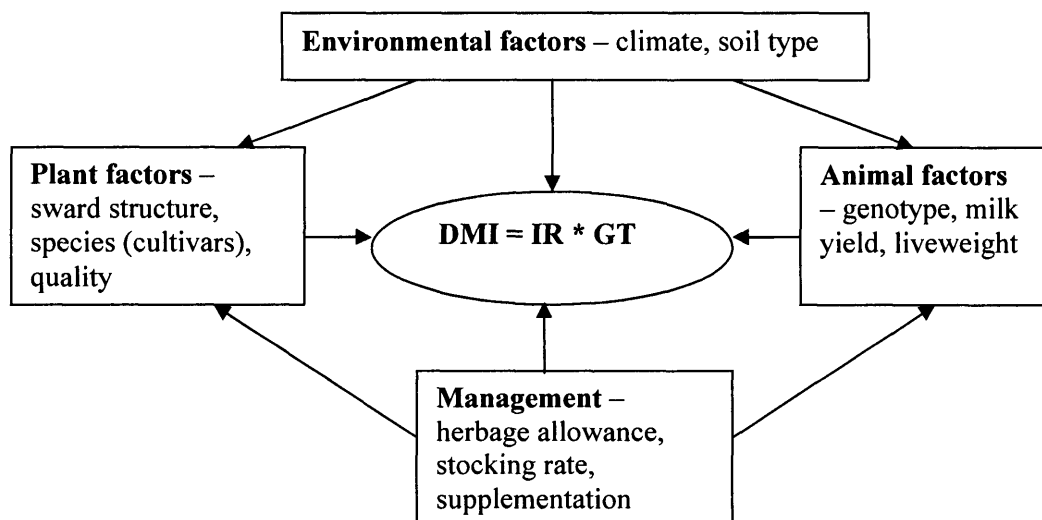 Environmental factors – climate, soil type
Plant factors –
sward structure,
species (cultivars),
quality
DMI = IR * GT
Animal factors
– genotype, milk
yield, liveweight
Management –
herbage allowance,
stocking rate,
supplementation